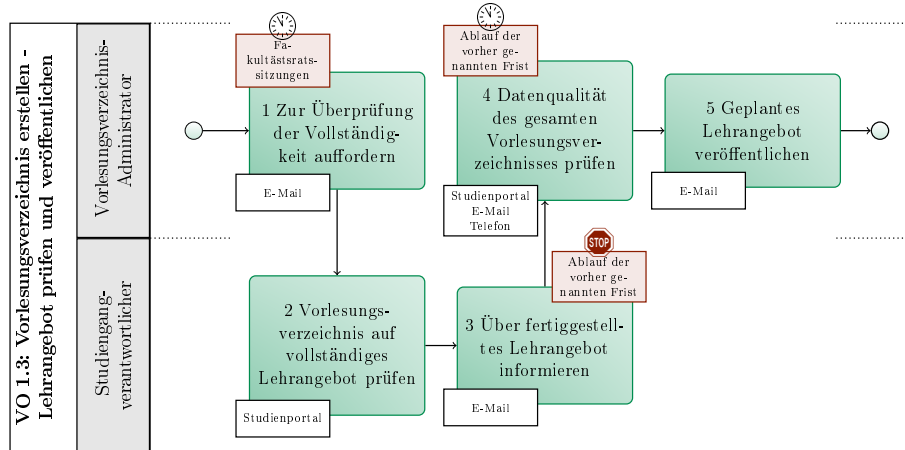 VO 1.3: Vorlesungsverzeichnis erstellen -
Lehrangebot prüfen und veröffentlichen
Vorlesungsverzeichnis-
Administrator
Fa-
kultästsrats-
sitzungen
1 Zur Überprüfung
der Vollständig-
keit auffordern
E-Mail
Ablauf der
vorher ge-
nannten Frist
4 Datenqualität
des gesamten
Vorlesungsver-
zeichnisses prüfen
Studienportal
E-Mail
Telefon
5 Geplantes
Lehrangebot
veröffentlichen
E-Mail
Studiengang-
verantwortlicher
2 Vorlesungs-
verzeichnis auf
vollständiges
Lehrangebot prüfen
Studienportal
STOP
Ablauf der
vorher ge-
nannten Frist
3 Über fertiggestell-
tes Lehrangebot
informieren
E-Mail